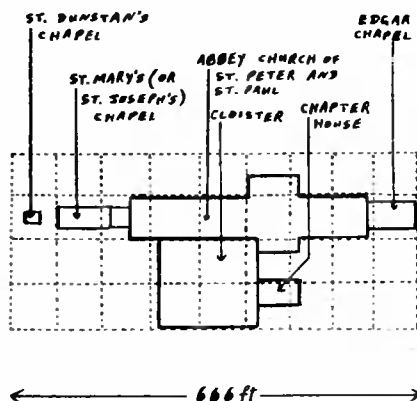 ST. DUNSTAN'S
CHAPEL
ST. MARY'S (OR
ST. JOSEPH'S)
CHAPEL
ABBEY CHURCH OF
ST. PETER AND
ST. PAUL
CLOISTER
CHAPTER
HOUSE
EDGAR
CHAPEL
666 ft